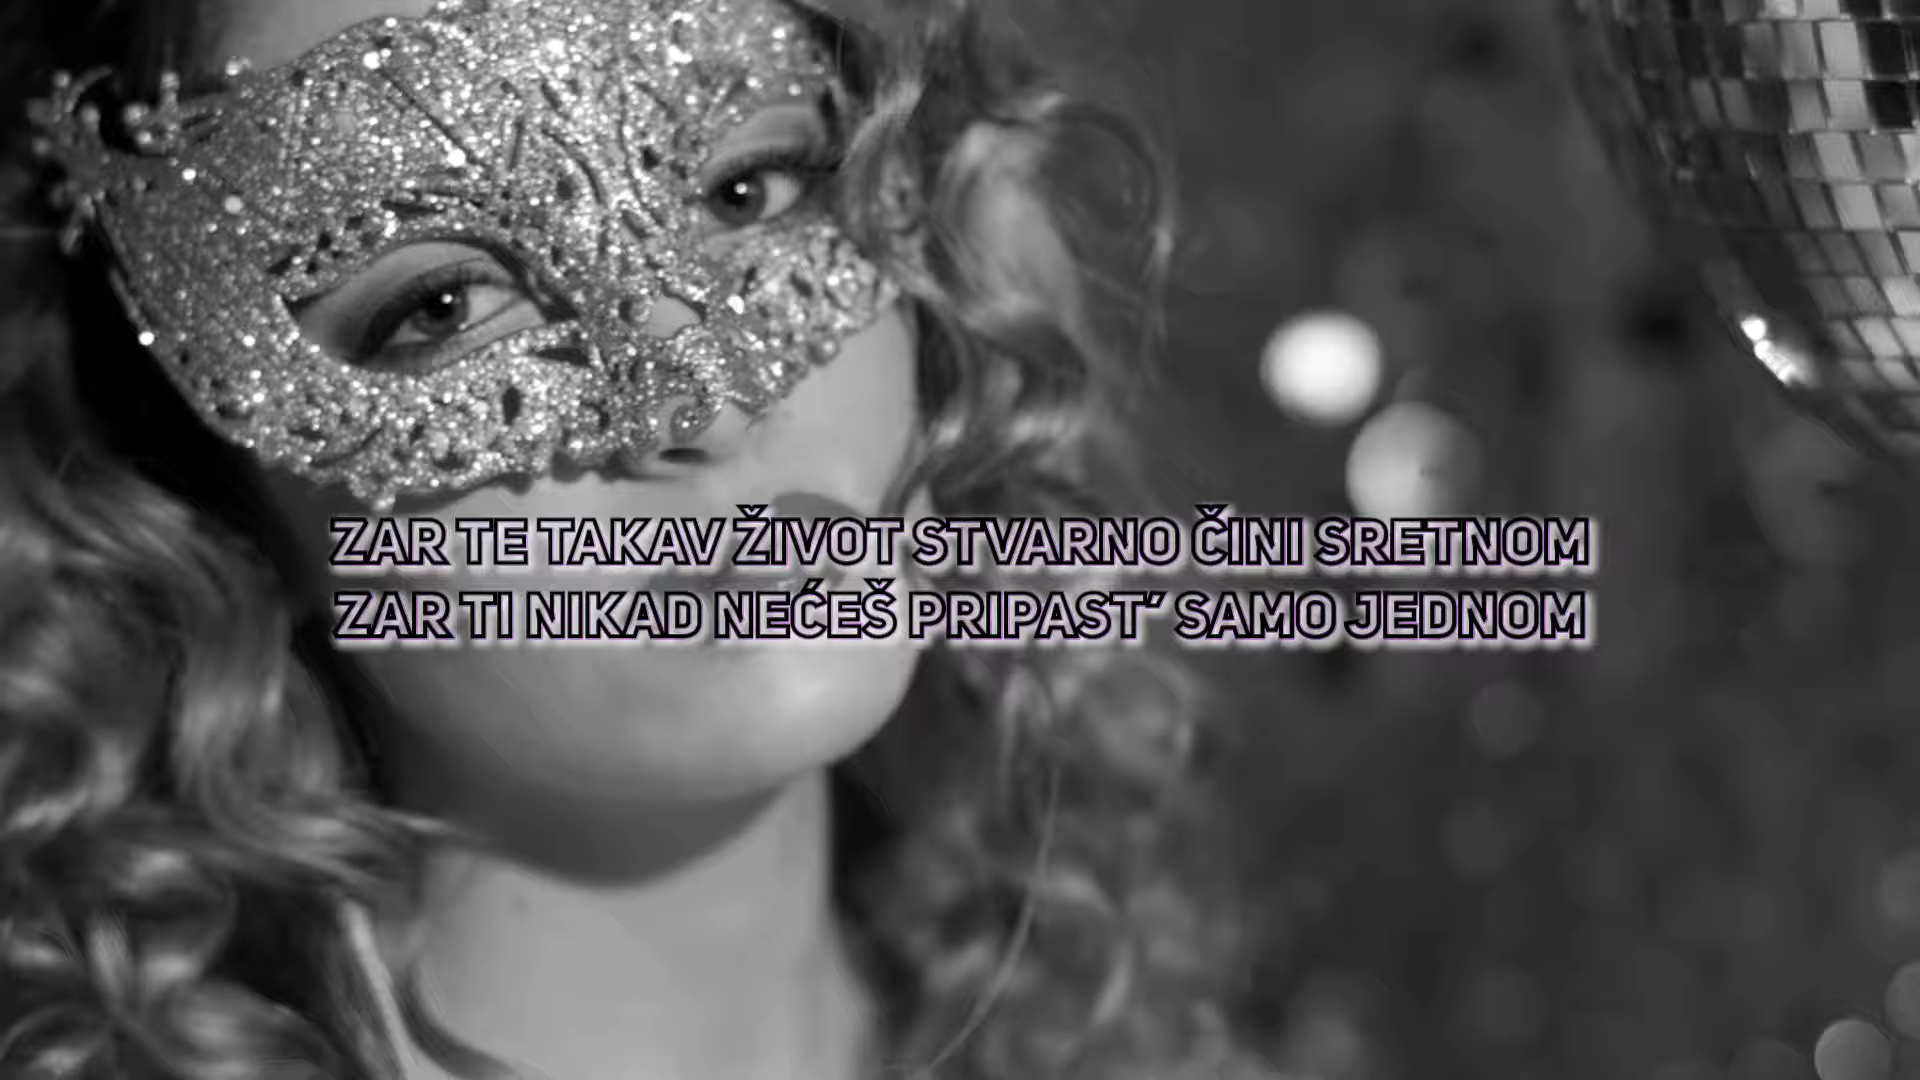 ZAR TE TAKAV ŽIVOT STVARNO ČINI SRETNOM
ZAR TI NIKAD NEĆEŠ PRIPAST' SAMO JEDNOM